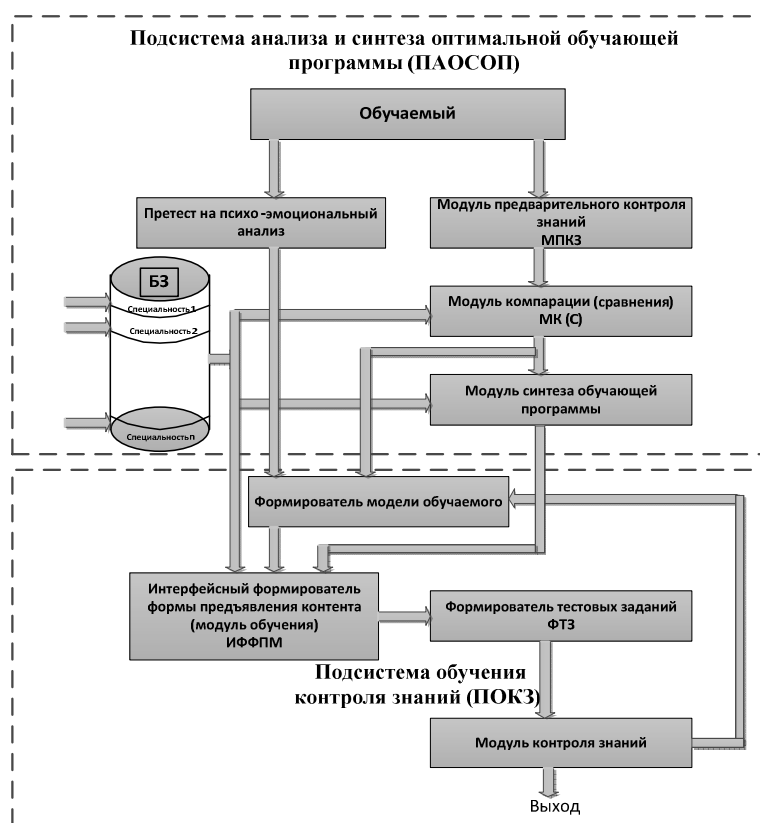 Подсистема анализа и синтеза оптимальной обучающей
программы (ПАОСОП)
Обучаемый
Претест на психо-эмоциональный
анализ
Модуль предварительного контроля
знаний
МПКЗ
БЗ
Специальность1
Специальность2
Специальностьn
Модуль компарации (сравнения)
МК (С)
Модуль синтеза обучающей
программы
Формирователь модели обучаемого
Интерфейсный формирователь
формы предъявления контента
(модуль обучения)
ИФФПМ
Формирователь тестовых заданий
ФТЗ
Подсистема обучения
контроля знаний (ПОКЗ)
Модуль контроля знаний
Выход